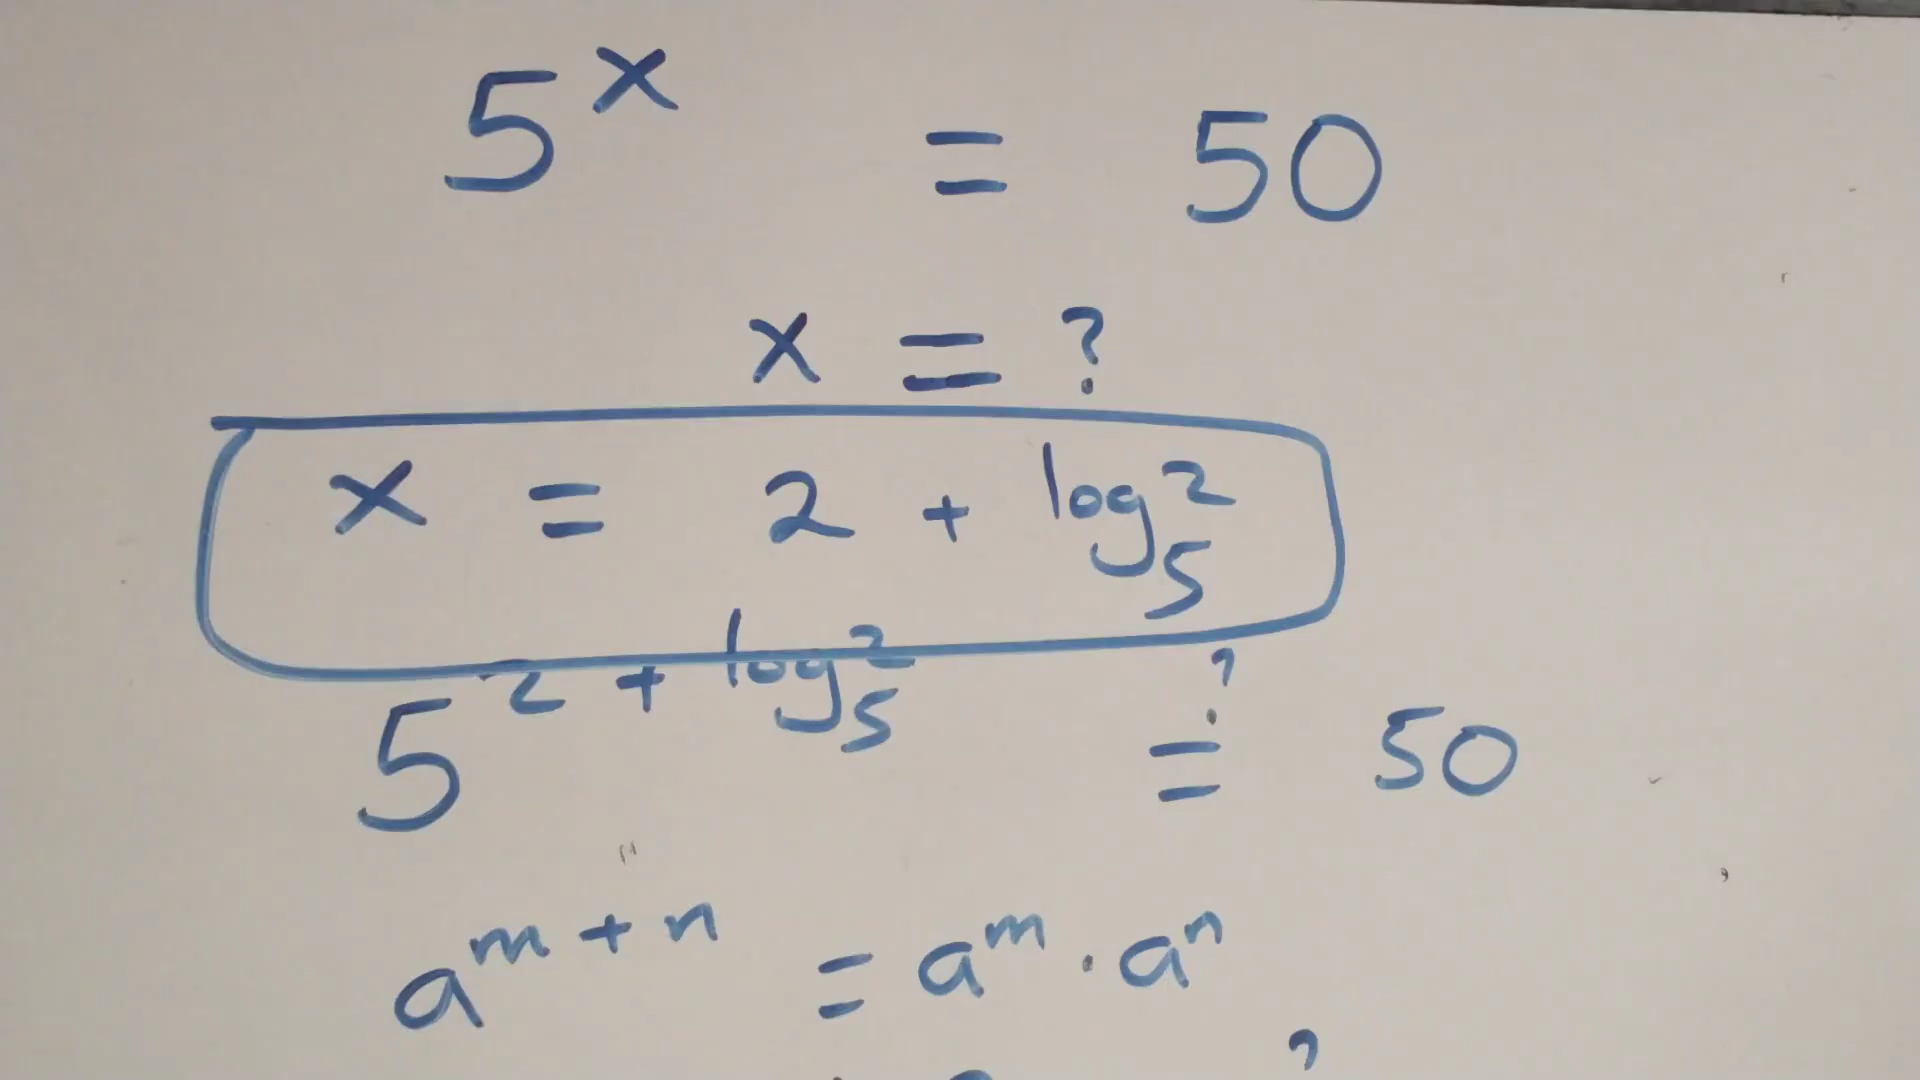 5^x = 50
x = ?
x = 2 + log_5^2
5^{2 + log_5^2} =^? 50
a^{m + n} = a^m · a^n
?